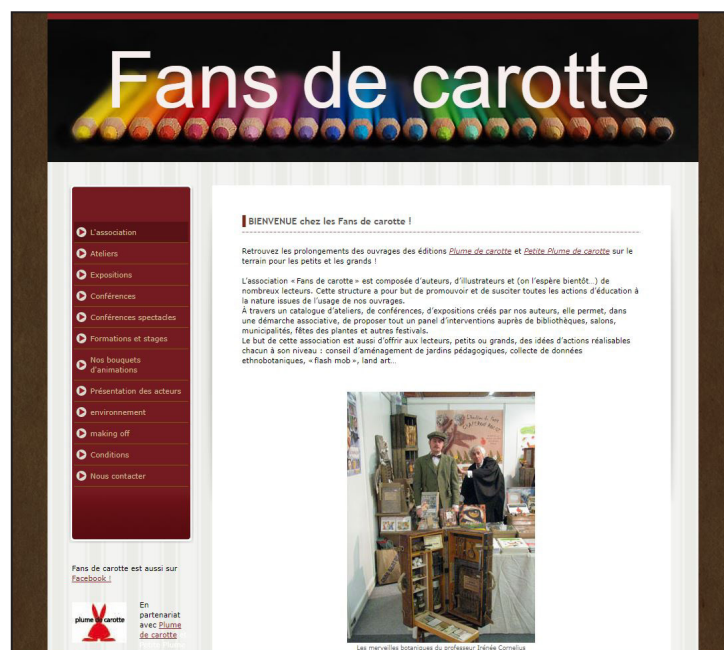 Fans de carotte
L'association
Ateliers
Expositions
Conférences
Conférences spectacles
Formations et stages
Nos bouquets
d'animations
Présentation des acteurs
environnement
making off
Conditions
Nous contacter
Fans de carotte est aussi sur
Facebook !
plume de carotte
En
partenariat
avec Plume
de carotte
BIENVENUE chez les Fans de carotte !
Retrouvez les prolongements des ouvrages des éditions Plume de carotte et Petite Plume de carotte sur le
terrain pour les petits et les grands !
L'association « Fans de carotte » est composée d'auteurs, d'illustrateurs et (on l'espère bientôt…) de
nombreux lecteurs. Cette structure a pour but de promouvoir et de susciter toutes les actions d'éducation à
la nature issues de l'usage de nos ouvrages.
À travers un catalogue d'ateliers, de conférences, d'expositions créés par nos auteurs, elle permet, dans
une démarche associative, de proposer tout un panel d'interventions auprès de bibliothèques, salons,
municipalités, fêtes des plantes et autres festivals.
Le but de cette association est aussi d'offrir aux lecteurs, petits ou grands, des idées d'actions réalisables
chacun à son niveau : conseil d'aménagement de jardins pédagogiques, collecte de données
ethnobotaniques, « flash mob », land art…
Les merveilles botaniques du professeur Irénée Cornelius